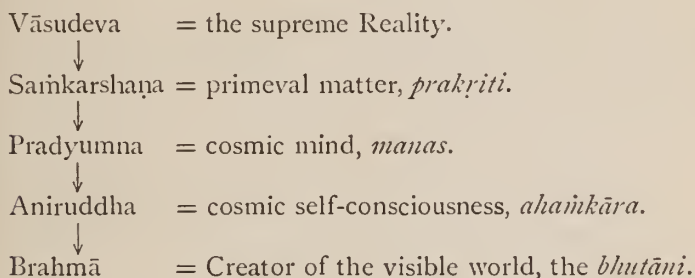 Vāsudeva = the supreme Reality.
Saṁkarshaṇa = primeval matter, prakṛiti.
Pradyumna = cosmic mind, manas.
Aniruddha = cosmic self-consciousness, ahaṁkāra.
Brahmā = Creator of the visible world, the bhutāni.